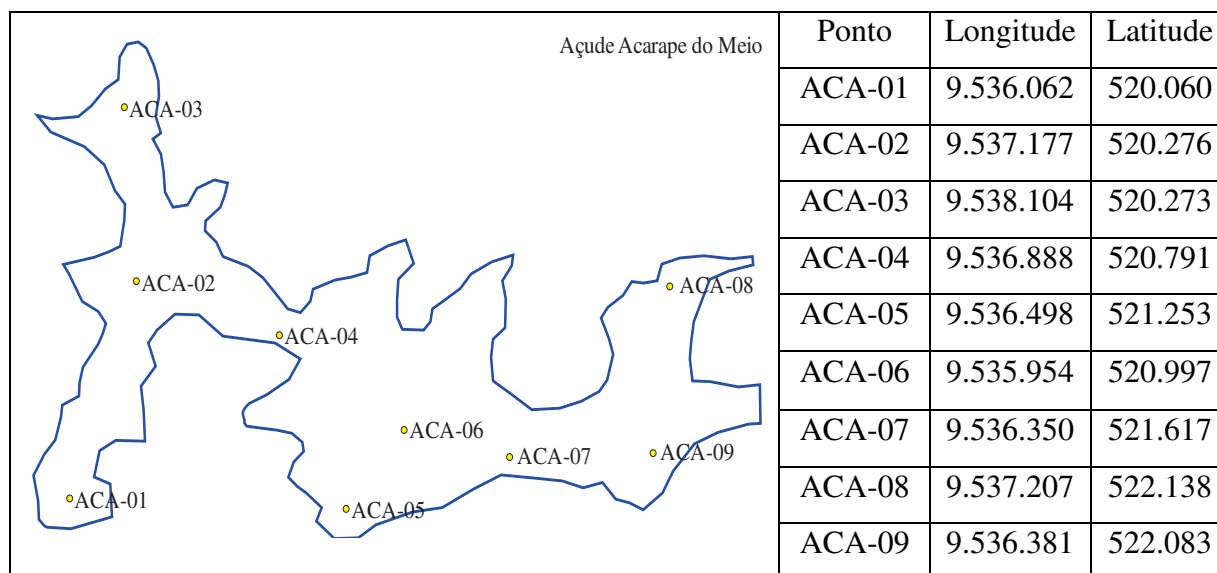 Açude Acarape do Meio
ACA-03
ACA-02
ACA-08
ACA-04
ACA-06
ACA-07
ACA-09
ACA-01
ACA-05
Ponto Longitude Latitude
ACA-01 9.536.062 520.060
ACA-02 9.537.177 520.276
ACA-03 9.538.104 520.273
ACA-04 9.536.888 520.791
ACA-05 9.536.498 521.253
ACA-06 9.535.954 520.997
ACA-07 9.536.350 521.617
ACA-08 9.537.207 522.138
ACA-09 9.536.381 522.083